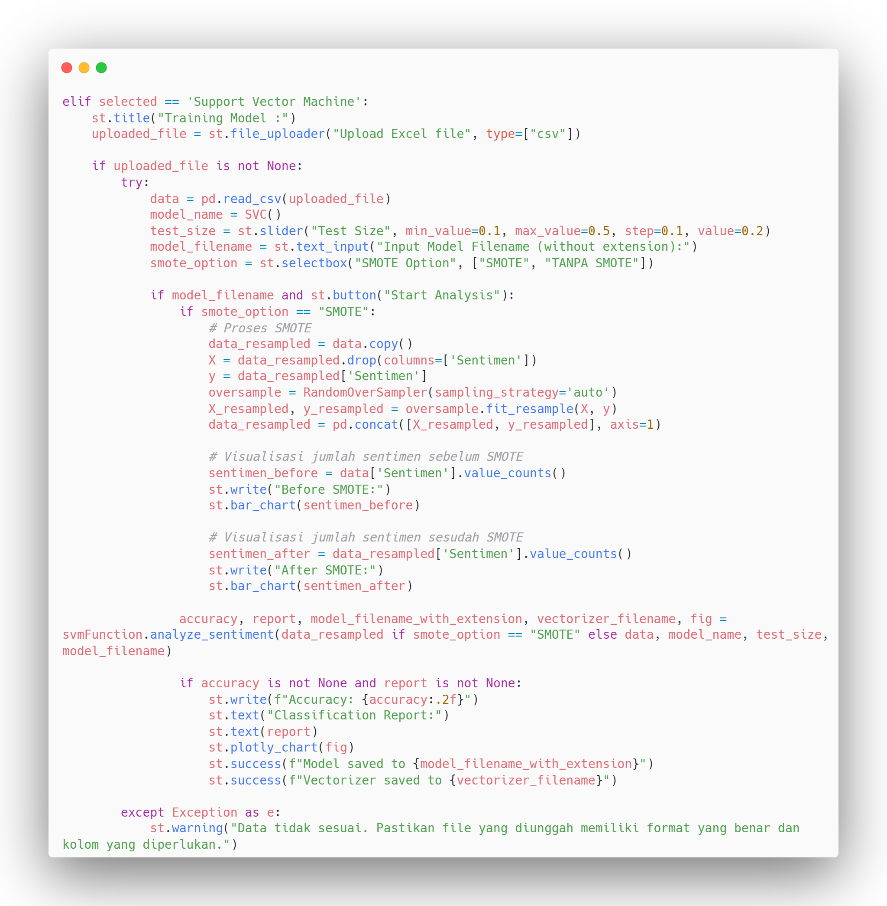 elif selected == 'Support Vector Machine':
    st.title("Training Model :")
    uploaded_file = st.file_uploader("Upload Excel file", type=["csv"])

    if uploaded_file is not None:
        try:
            data = pd.read_csv(uploaded_file)
            model_name = SVC()
            test_size = st.slider("Test Size", min_value=0.1, max_value=0.5, step=0.1, value=0.2)
            model_filename = st.text_input("Input Model Filename (without extension):")
            smote_option = st.selectbox("SMOTE Option", ["SMOTE", "TANPA SMOTE"])

            if model_filename and st.button("Start Analysis"):
                if smote_option == "SMOTE":
                    # Proses SMOTE
                    data_resampled = data.copy()
                    X = data_resampled.drop(columns=['Sentimen'])
                    y = data_resampled['Sentimen']
                    oversample = RandomOverSampler(sampling_strategy='auto')
                    X_resampled, y_resampled = oversample.fit_resample(X, y)
                    data_resampled = pd.concat([X_resampled, y_resampled], axis=1)

                    # Visualisasi jumlah sentimen sebelum SMOTE
                    sentimen_before = data['Sentimen'].value_counts()
                    st.write("Before SMOTE:")
                    st.bar_chart(sentimen_before)

                    # Visualisasi jumlah sentimen sesudah SMOTE
                    sentimen_after = data_resampled['Sentimen'].value_counts()
                    st.write("After SMOTE:")
                    st.bar_chart(sentimen_after)

                accuracy, report, model_filename_with_extension, vectorizer_filename, fig =
svmFunction.analyze_sentiment(data_resampled if smote_option == "SMOTE" else data, model_name, test_size,
model_filename)

                if accuracy is not None and report is not None:
                    st.write(f"Accuracy: {accuracy:.2f}")
                    st.text("Classification Report:")
                    st.text(report)
                    st.plotly_chart(fig)
                    st.success(f"Model saved to {model_filename_with_extension}")
                    st.success(f"Vectorizer saved to {vectorizer_filename}")

        except Exception as e:
            st.warning("Data tidak sesuai. Pastikan file yang diunggah memiliki format yang benar dan
kolom yang diperlukan.")